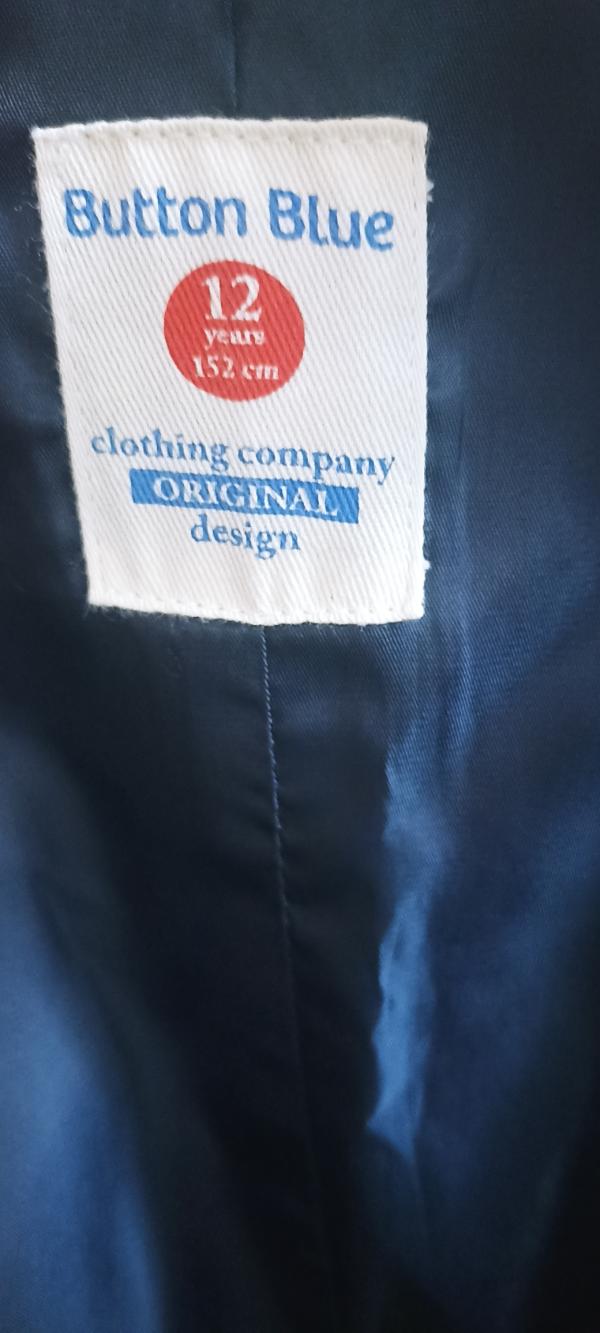 Button Blue
12
years
152 cm
clothing company
ORIGINAL
design